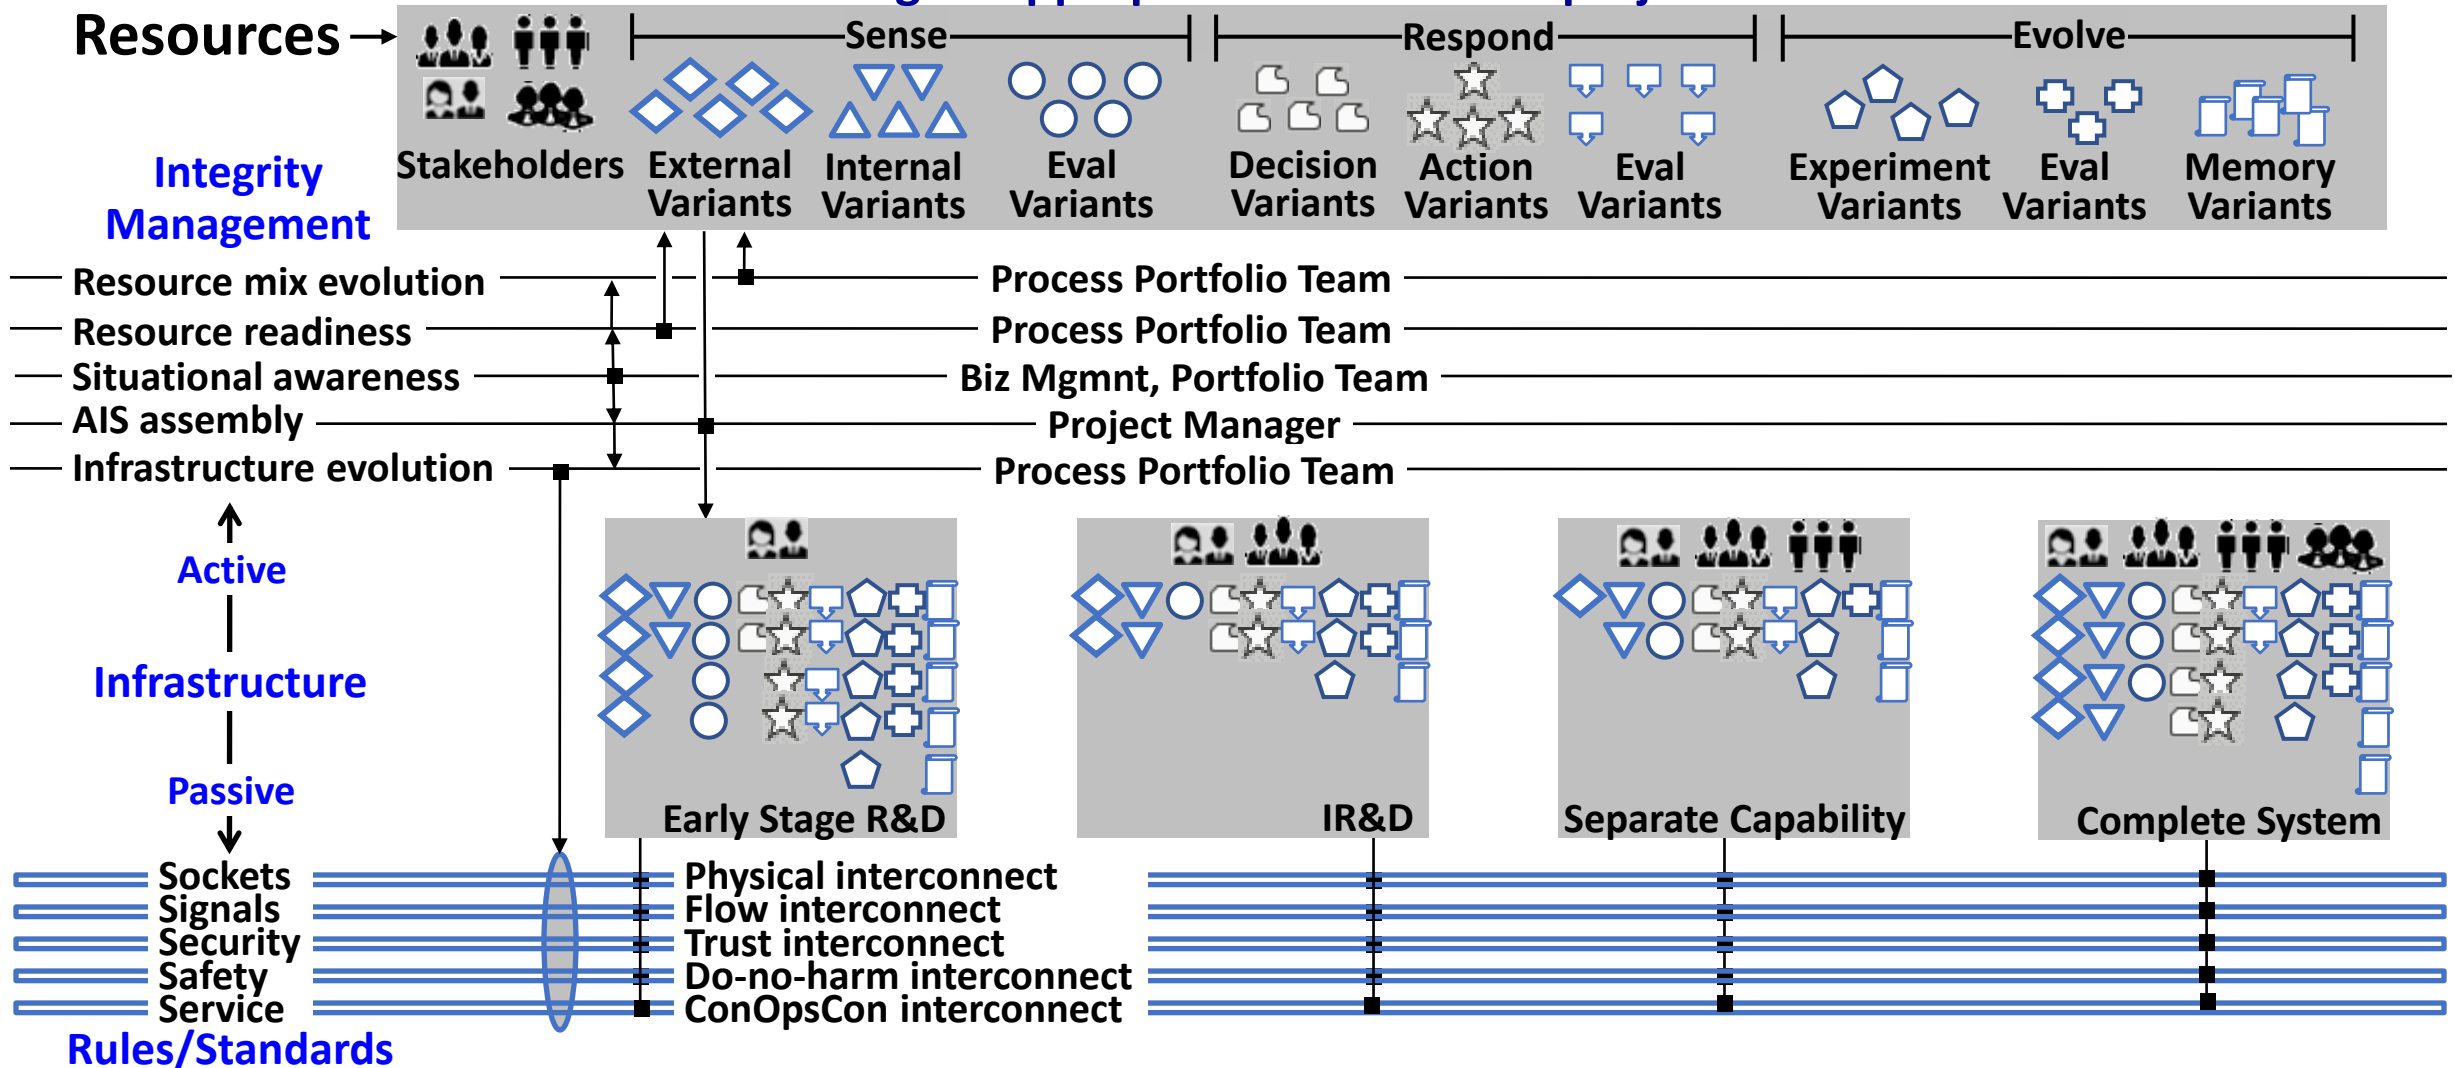 Resources
Sense
Respond
Evolve
Stakeholders
External Variants
Internal Variants
Eval Variants
Decision Variants
Action Variants
Eval Variants
Experiment Variants
Eval Variants
Memory Variants
Integrity
Management
Resource mix evolution
Process Portfolio Team
Resource readiness
Process Portfolio Team
Situational awareness
Biz Mgmnt, Portfolio Team
AIS assembly
Project Manager
Infrastructure evolution
Process Portfolio Team
Active
Infrastructure
Passive
Early Stage R&D
IR&D
Separate Capability
Complete System
Sockets
Physical interconnect
Signals
Flow interconnect
Security
Trust interconnect
Safety
Do-no-harm interconnect
Service
ConOpsCon interconnect
Rules/Standards